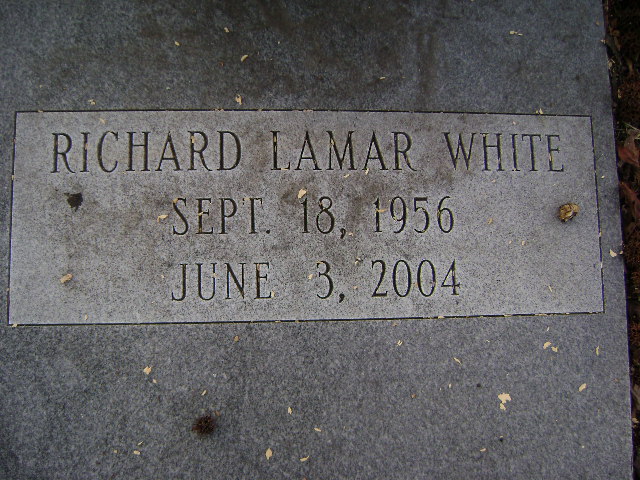 RICHARD LAMAR WHITE
SEPT. 18, 1956
JUNE 3, 2004